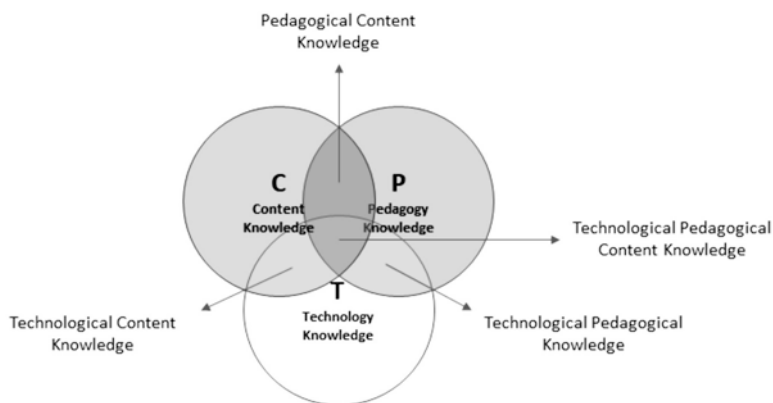 Pedagogical Content
Knowledge
C
Content
Knowledge
P
Pedagogy
Knowledge
Technological Pedagogical
Content Knowledge
T
Technology
Knowledge
Technological Content
Knowledge
Technological Pedagogical
Knowledge